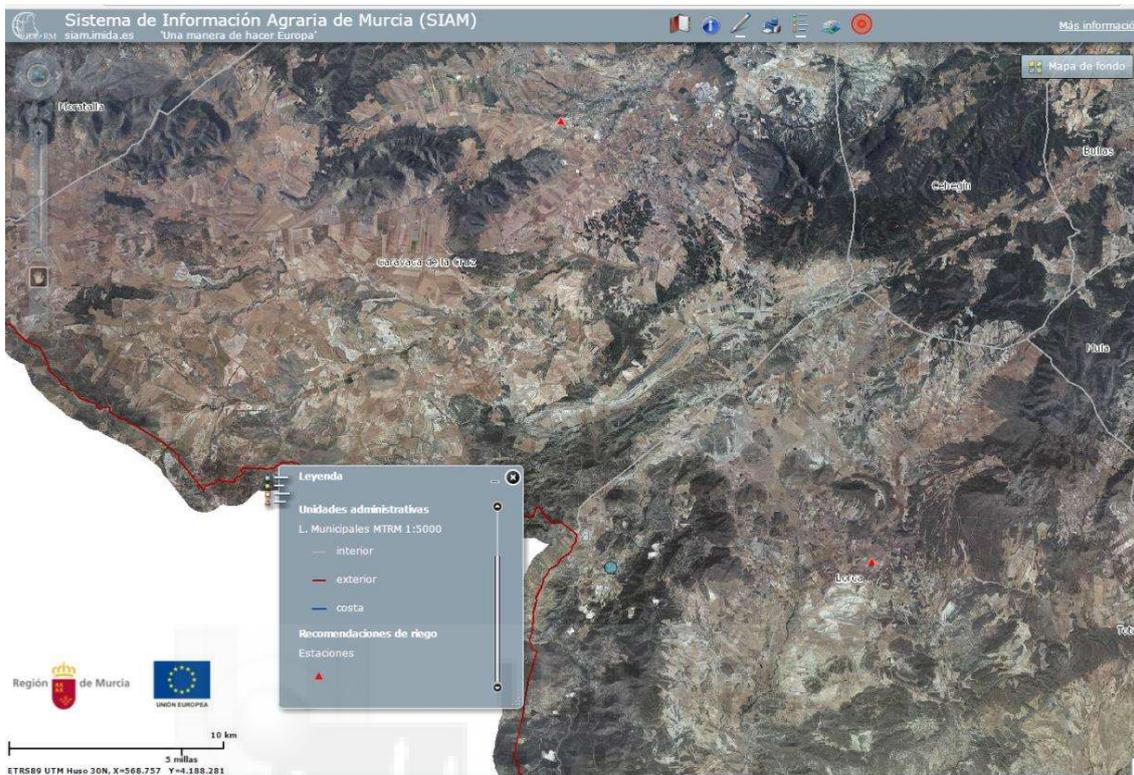 Sistema de Información Agraria de Murcia (SIAM)
siam.imida.es 'Una manera de hacer Europa'
Más informació
Mapa de fondo
Moratalla
Bullas
Cehegín
Caravaca de la Cruz
Mula
Leyenda
Unidades administrativas
L. Municipales MTRM 1:5000
interior
exterior
costa
Recomendaciones de riego
Estaciones
Lorca
Tota
Región de Murcia
UNIÓN EUROPEA
10 km
5 millas
ETRS89 UTM Huso 30N, X=568.757 Y=4.188.281